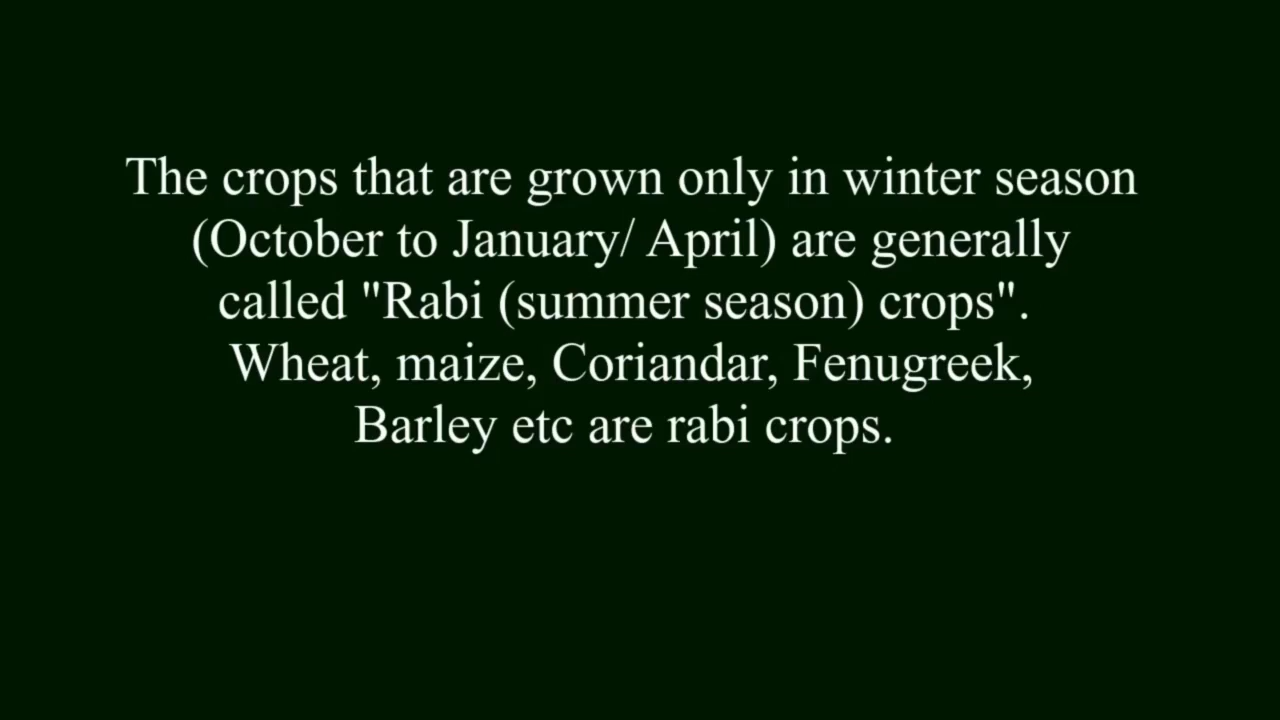 The crops that are grown only in winter season
(October to January/ April) are generally
called "Rabi (summer season) crops".
Wheat, maize, Coriandar, Fenugreek,
Barley etc are rabi crops.